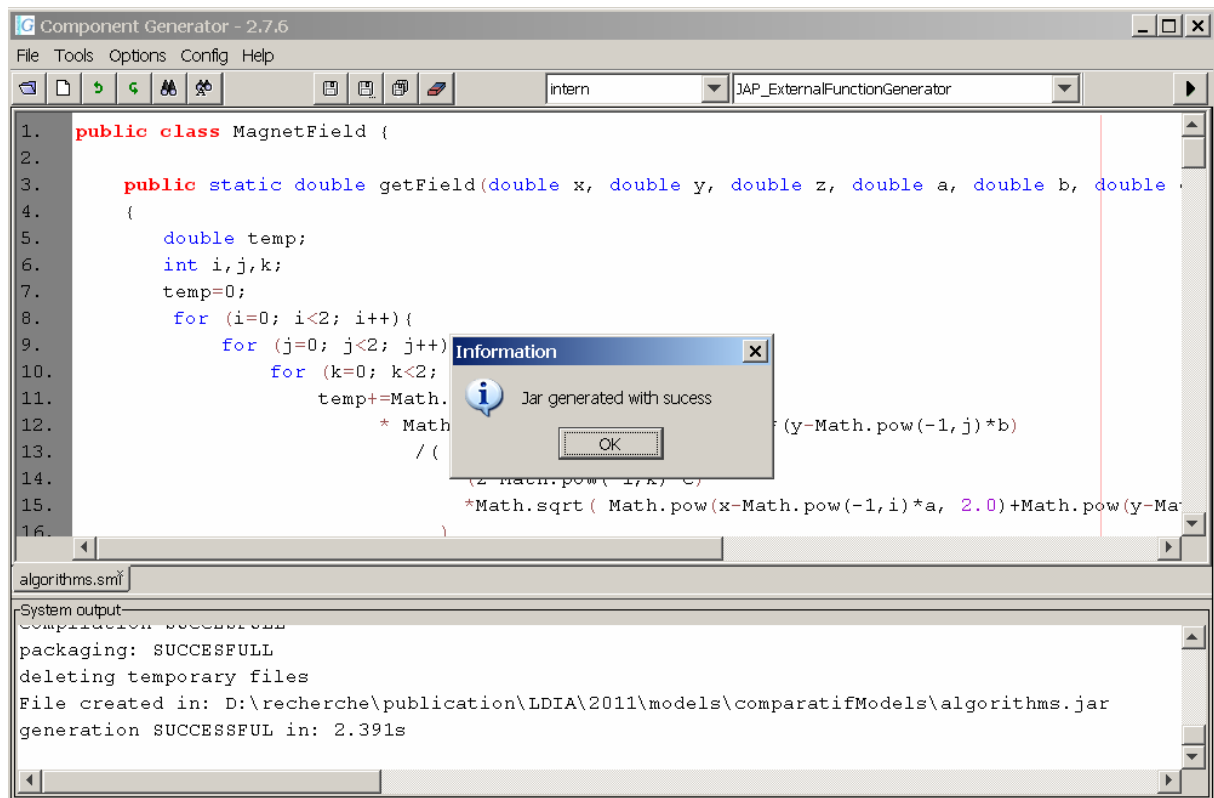 Component Generator - 2.7.6
File Tools Options Config Help
intern JAP_ExternalFunctionGenerator
1. public class MagnetField {
2.
3. public static double getField(double x, double y, double z, double a, double b, double
4. {
5. double temp;
6. int i,j,k;
7. temp=0;
8. for (i=0; i<2; i++){
9. for (j=0; j<2; j++)
10. for (k=0; k<2;
11. temp+=Math.
12. * Math (y-Math.pow(-1,j)*b)
13. /(
14.
15. *Math.sqrt( Math.pow(x-Math.pow(-1,i)*a, 2.0)+Math.pow(y-Ma
16. )
Information
Jar generated with sucess
OK
algorithms.smi
System output
compilation SUCCESFULL
packaging: SUCCESFULL
deleting temporary files
File created in: D:\recherche\publication\LDIA\2011\models\comparatifModels\algorithms.jar
generation SUCCESSFUL in: 2.391s